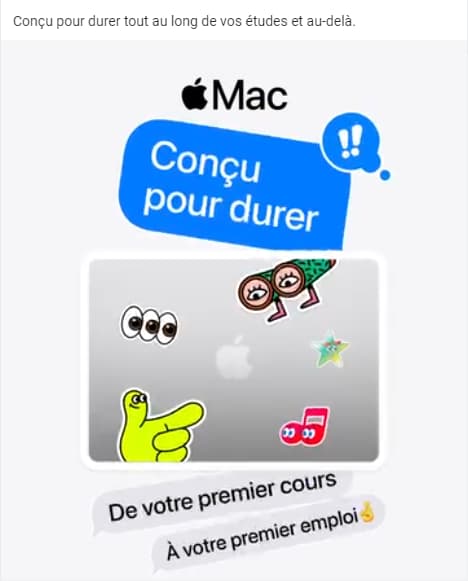 Conçu pour durer tout au long de vos études et au-delà.
Mac
Conçu
pour durer
!!
De votre premier cours
À votre premier emploi🤞